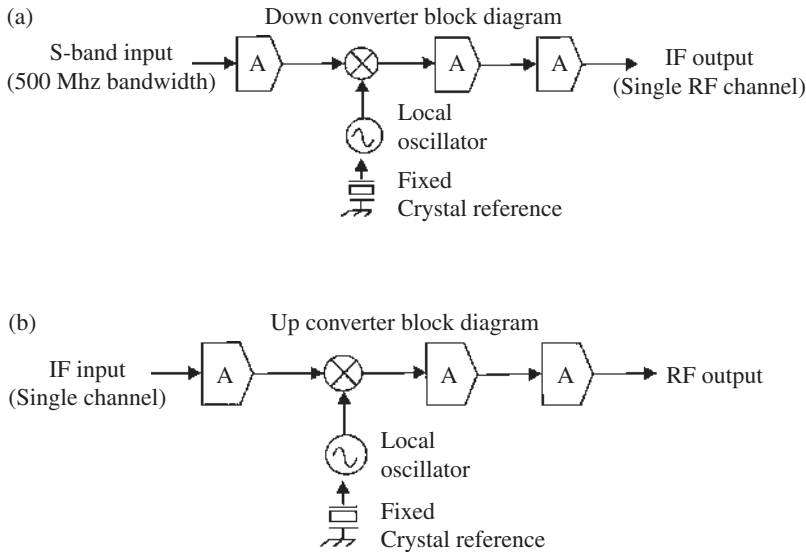 (a)
Down converter block diagram
S-band input
(500 Mhz bandwidth)
A
A
A
IF output
(Single RF channel)
Local
oscillator
Fixed
Crystal reference
(b)
Up converter block diagram
IF input
(Single channel)
A
A
A
RF output
Local
oscillator
Fixed
Crystal reference